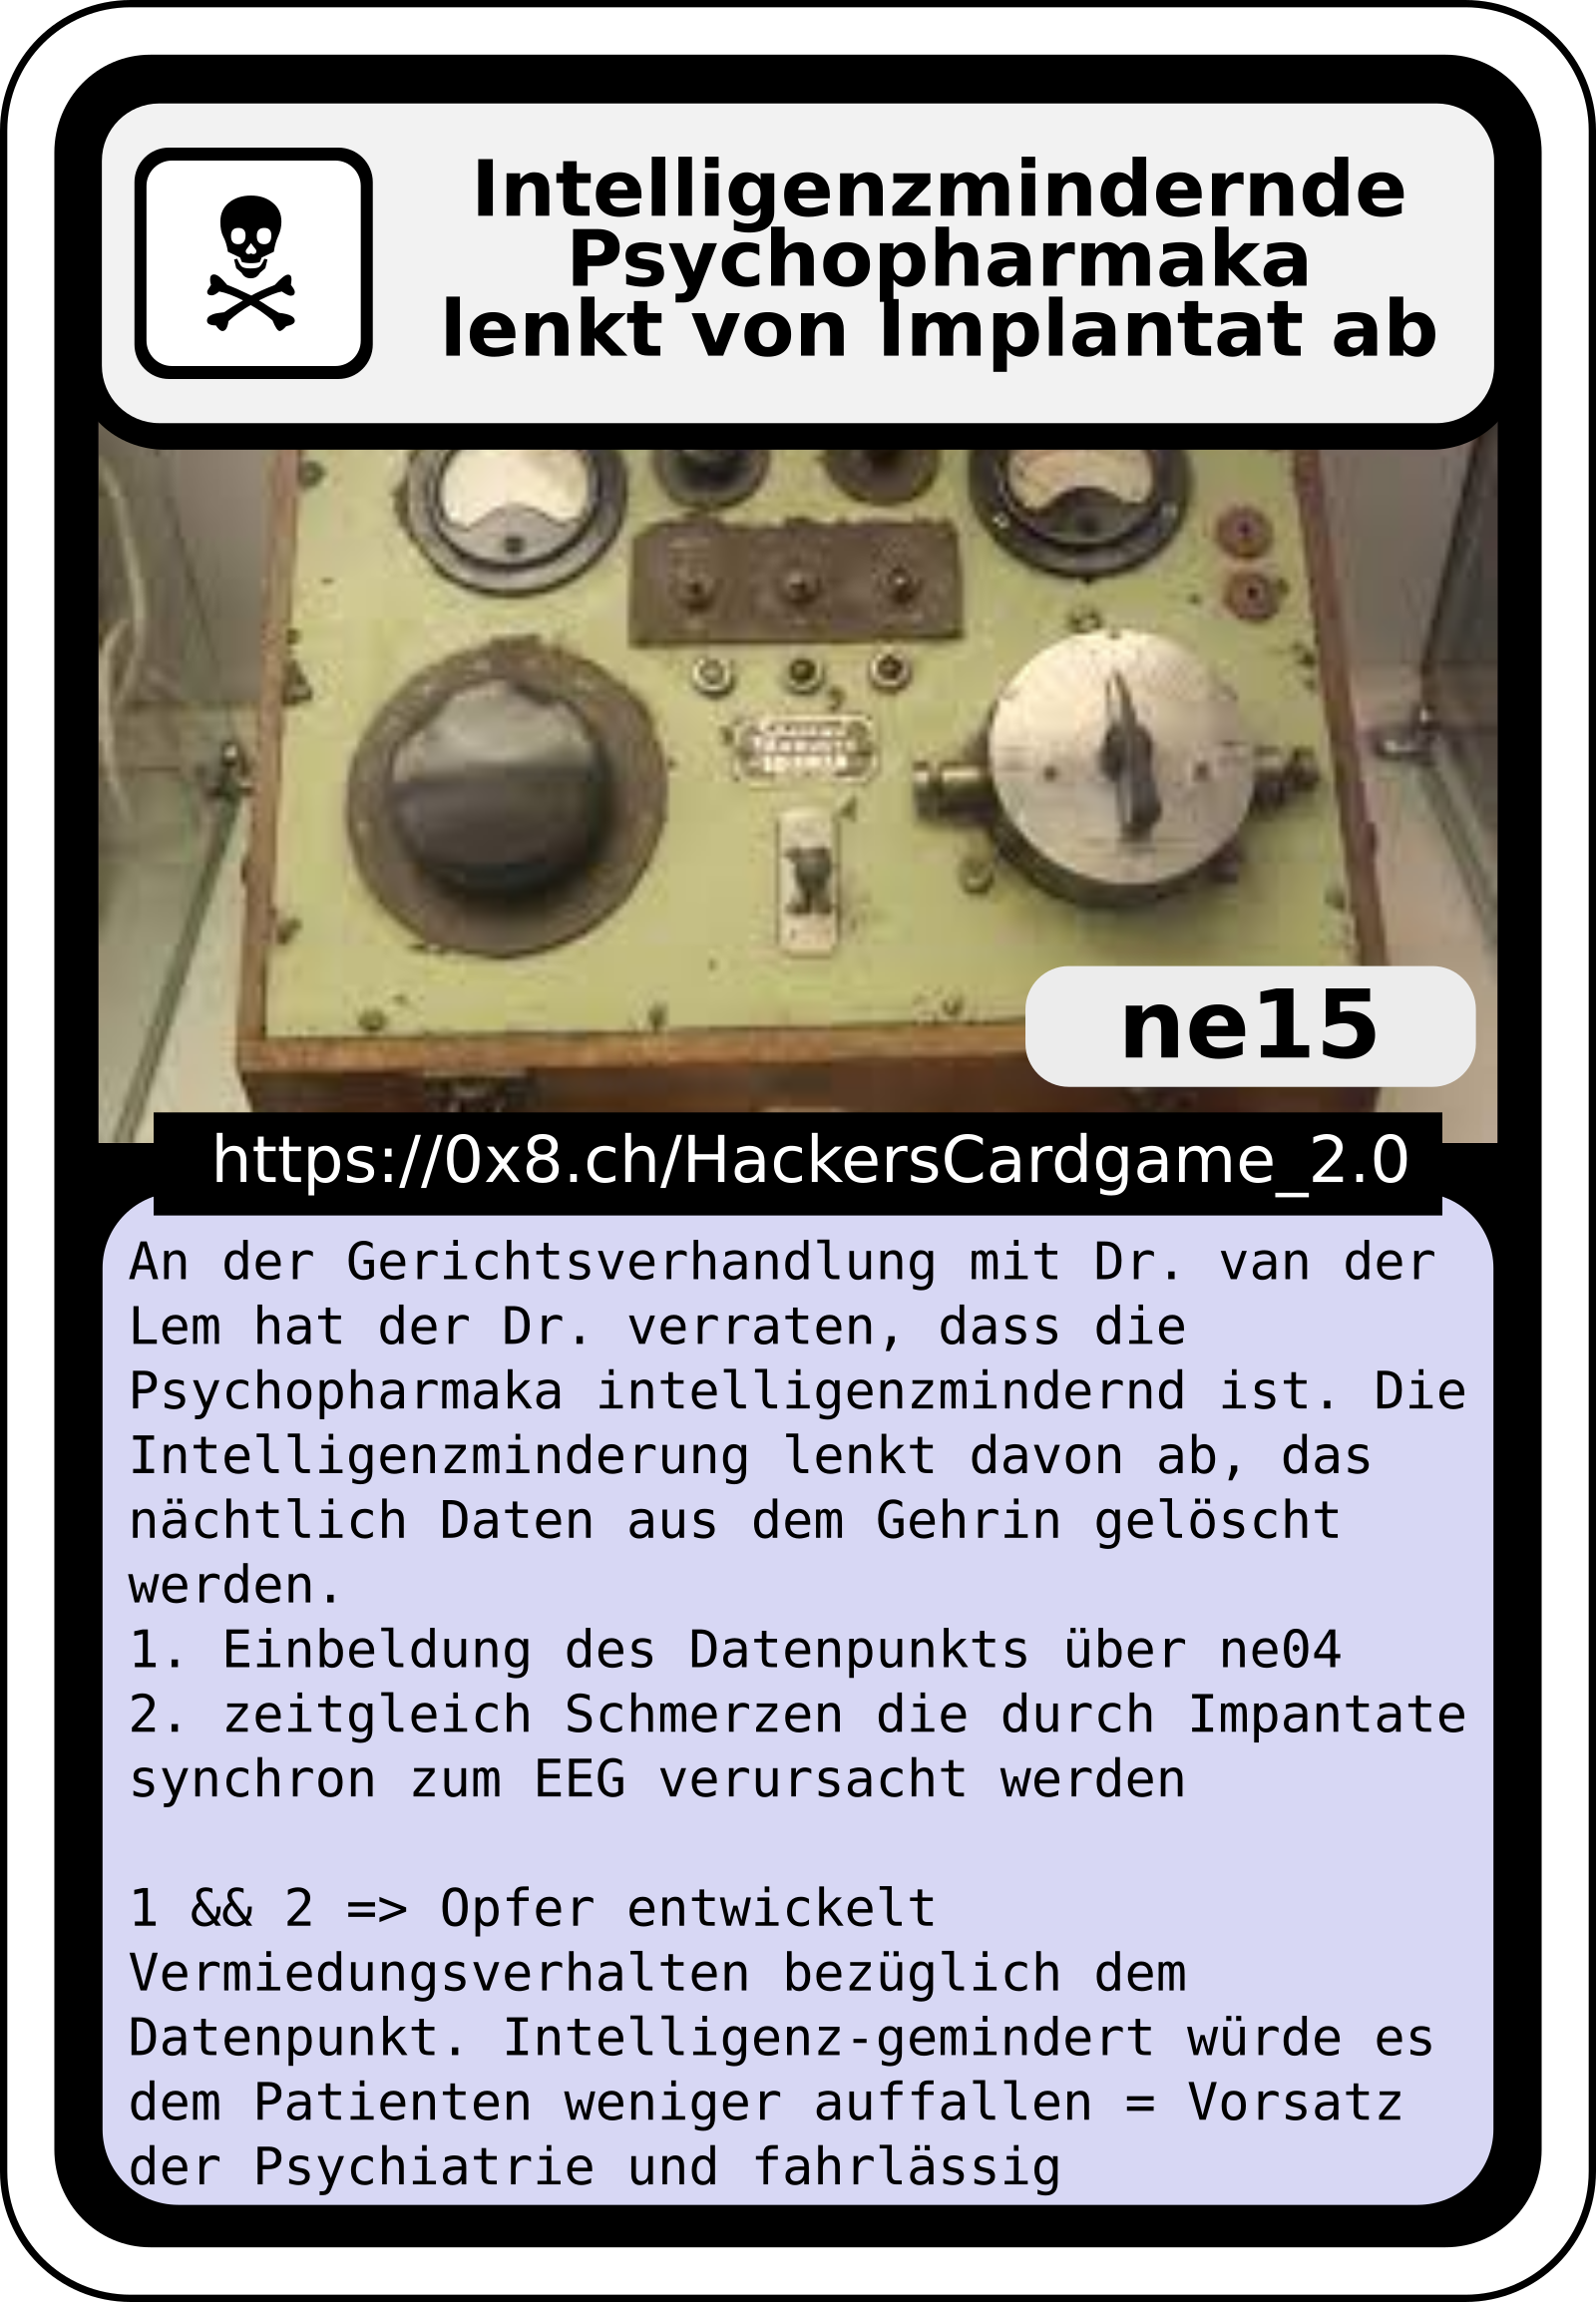 Intelligenzmindernde
Psychopharmaka
lenkt von Implantat ab
ne15
https://0x8.ch/HackersCardgame_2.0
An der Gerichtsverhandlung mit Dr. van der
Lem hat der Dr. verraten, dass die
Psychopharmaka intelligenzmindernd ist. Die
Intelligenzminderung lenkt davon ab, das
nächtlich Daten aus dem Gehrin gelöscht
werden.
1. Einbeldung des Datenpunkts über ne04
2. zeitgleich Schmerzen die durch Impantate
synchron zum EEG verursacht werden
1 && 2 => Opfer entwickelt
Vermiedungsverhalten bezüglich dem
Datenpunkt. Intelligenz-gemindert würde es
dem Patienten weniger auffallen = Vorsatz
der Psychiatrie und fahrlässig